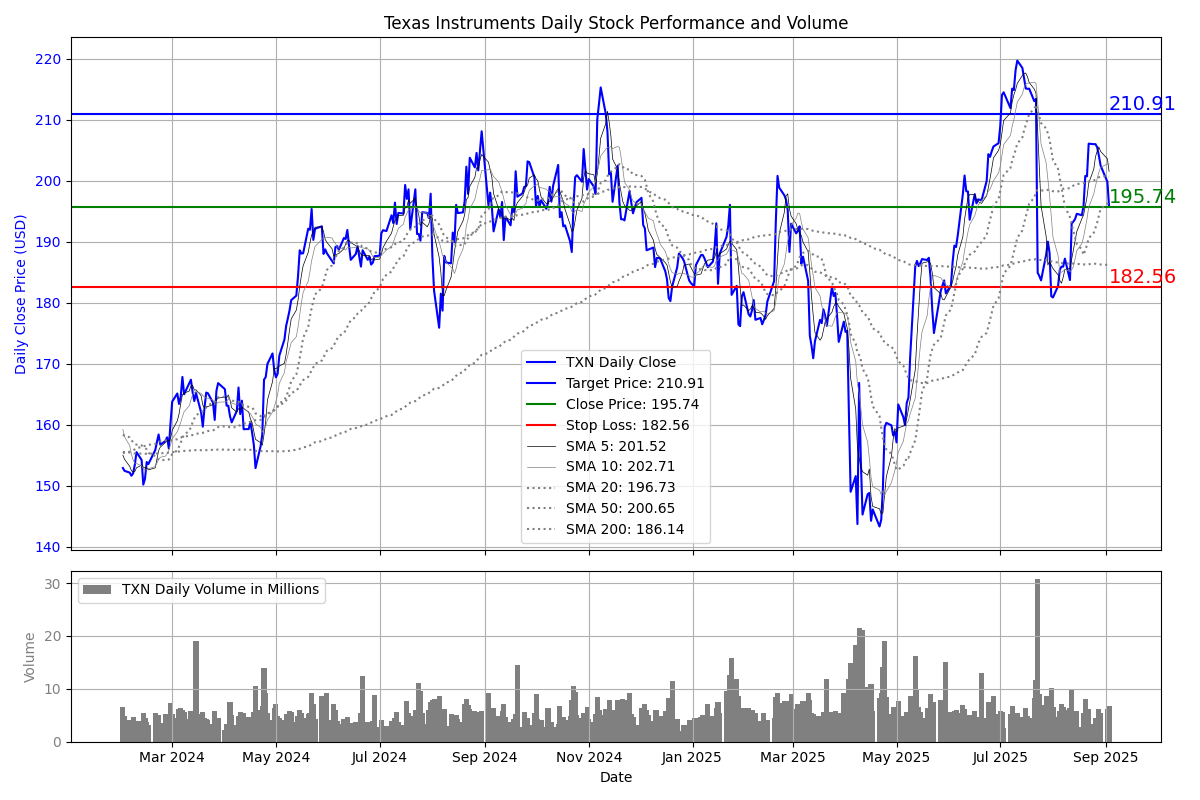 Texas Instruments Daily Stock Performance and Volume
Daily Close Price (USD)
220
210
200
190
180
170
160
150
140
210.91
195.74
182.56
TXN Daily Close
Target Price: 210.91
Close Price: 195.74
Stop Loss: 182.56
SMA 5: 201.52
SMA 10: 202.71
SMA 20: 196.73
SMA 50: 200.65
SMA 200: 186.14
Volume
30
20
10
0
TXN Daily Volume in Millions
Mar 2024 May 2024 Jul 2024 Sep 2024 Nov 2024 Jan 2025 Mar 2025 May 2025 Jul 2025 Sep 2025
Date